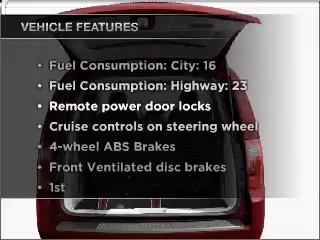 VEHICLE FEATURES
• Fuel Consumption: City: 16
• Fuel Consumption: Highway: 23
• Remote power door locks
• Cruise controls on steering wheel
• 4-wheel ABS Brakes
• Front Ventilated disc brakes
• 1st